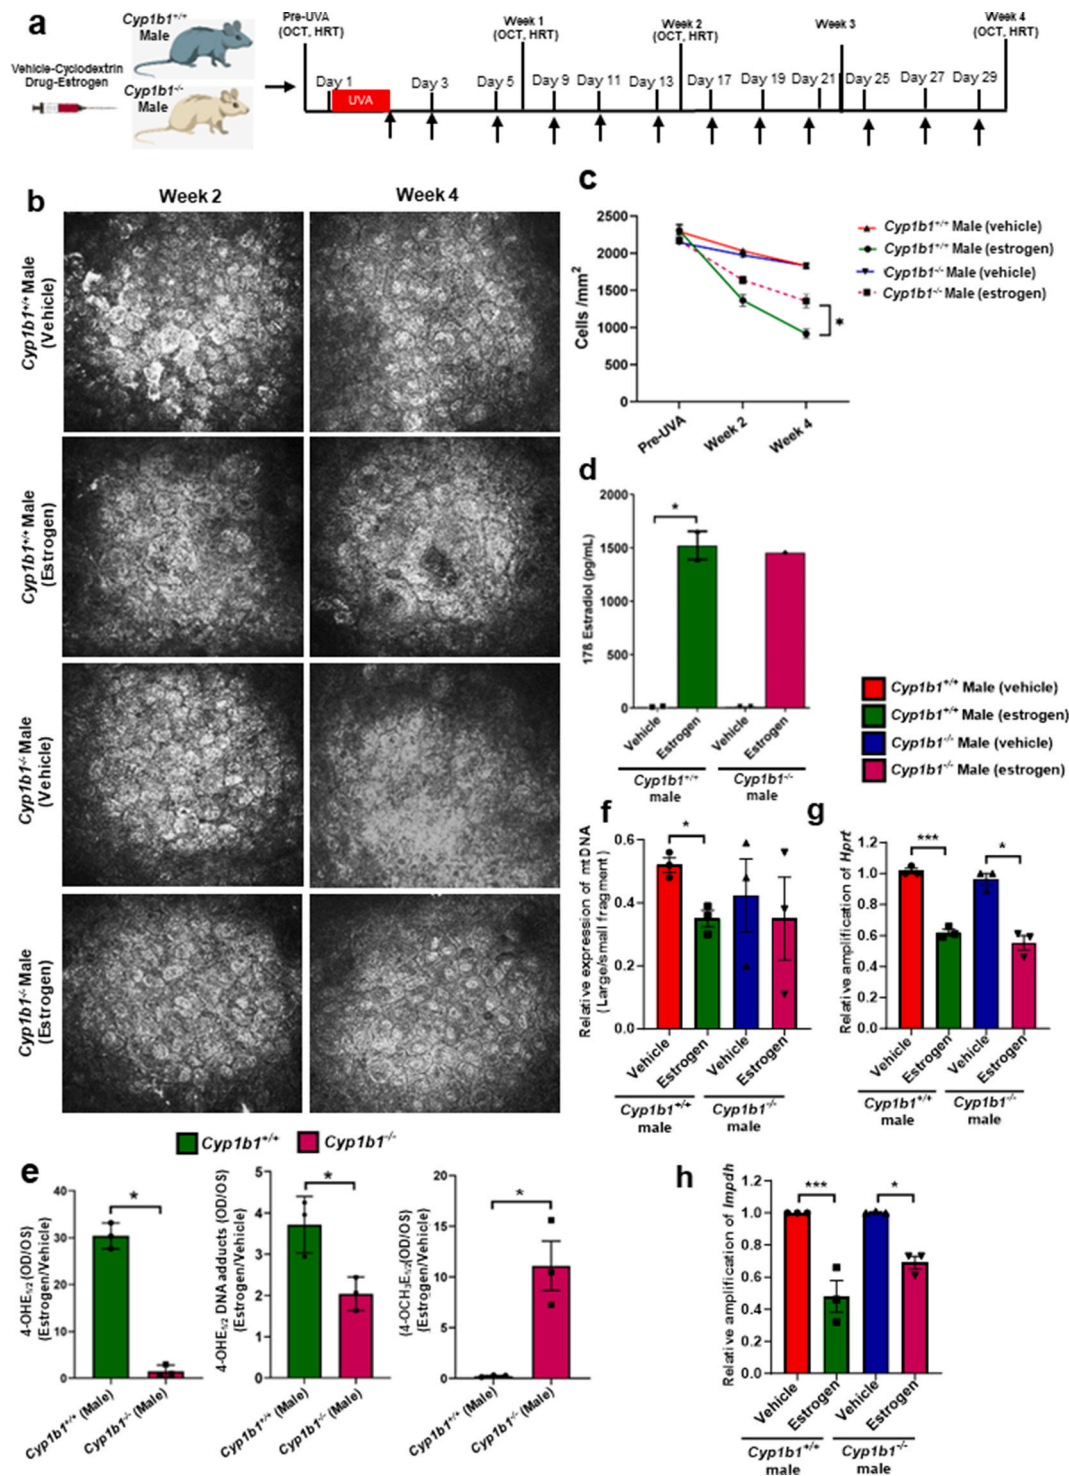 a
Cyp1b1+/+
Male
Vehicle-Cyclodextrin
Drug-Estrogen
Cyp1b1-/-
Male
Pre-UVA
(OCT, HRT)
Week 1
(OCT, HRT)
Week 2
(OCT, HRT)
Week 3
Week 4
(OCT, HRT)
Day 1
UVA
Day 3
Day 5
Day 9
Day 11
Day 13
Day 17
Day 19
Day 21
Day 25
Day 27
Day 29
b
Week 2
Week 4
Cyp1b1+/+ Male
(Vehicle)
Cyp1b1+/+ Male
(Estrogen)
Cyp1b1-/- Male
(Vehicle)
Cyp1b1-/- Male
(Estrogen)
c
Cells /mm2
2500
2000
1500
1000
500
0
Pre-UVA
Week 2
Week 4
*
Cyp1b1+/+ Male (vehicle)
Cyp1b1+/+ Male (estrogen)
Cyp1b1-/- Male (vehicle)
Cyp1b1-/- Male (estrogen)
d
17ß Estradiol (pg/mL)
2000
1500
1000
500
0
*
Vehicle
Estrogen
Vehicle
Estrogen
Cyp1b1+/+
male
Cyp1b1-/-
male
Cyp1b1+/+ Male (vehicle)
Cyp1b1+/+ Male (estrogen)
Cyp1b1-/- Male (vehicle)
Cyp1b1-/- Male (estrogen)
f
Relative expression of mtDNA
(Large/small fragment)
0.6
0.4
0.2
0.0
*
Vehicle
Estrogen
Vehicle
Estrogen
Cyp1b1+/+
male
Cyp1b1-/-
male
g
Relative amplification of Hprt
1.2
1.0
0.8
0.6
0.4
0.2
0.0
***
*
Vehicle
Estrogen
Vehicle
Estrogen
Cyp1b1+/+
male
Cyp1b1-/-
male
Cyp1b1+/+
Cyp1b1-/-
e
4-OHE1/2 (OD/OS)
(Estrogen/Vehicle)
40
30
20
10
0
*
Cyp1b1+/+ (Male)
Cyp1b1-/- (Male)
4-OHE1/2 DNA adducts (OD/OS)
(Estrogen/Vehicle)
5
4
3
2
1
0
*
Cyp1b1+/+ (Male)
Cyp1b1-/- (Male)
(4-OCH3E1/2(OD/OS)
(Estrogen/Vehicle)
20
15
10
5
0
*
Cyp1b1+/+ (Male)
Cyp1b1-/- (Male)
h
Relative amplification of Impdh
1.2
1.0
0.8
0.6
0.4
0.2
0.0
***
*
Vehicle
Estrogen
Vehicle
Estrogen
Cyp1b1+/+
male
Cyp1b1-/-
male